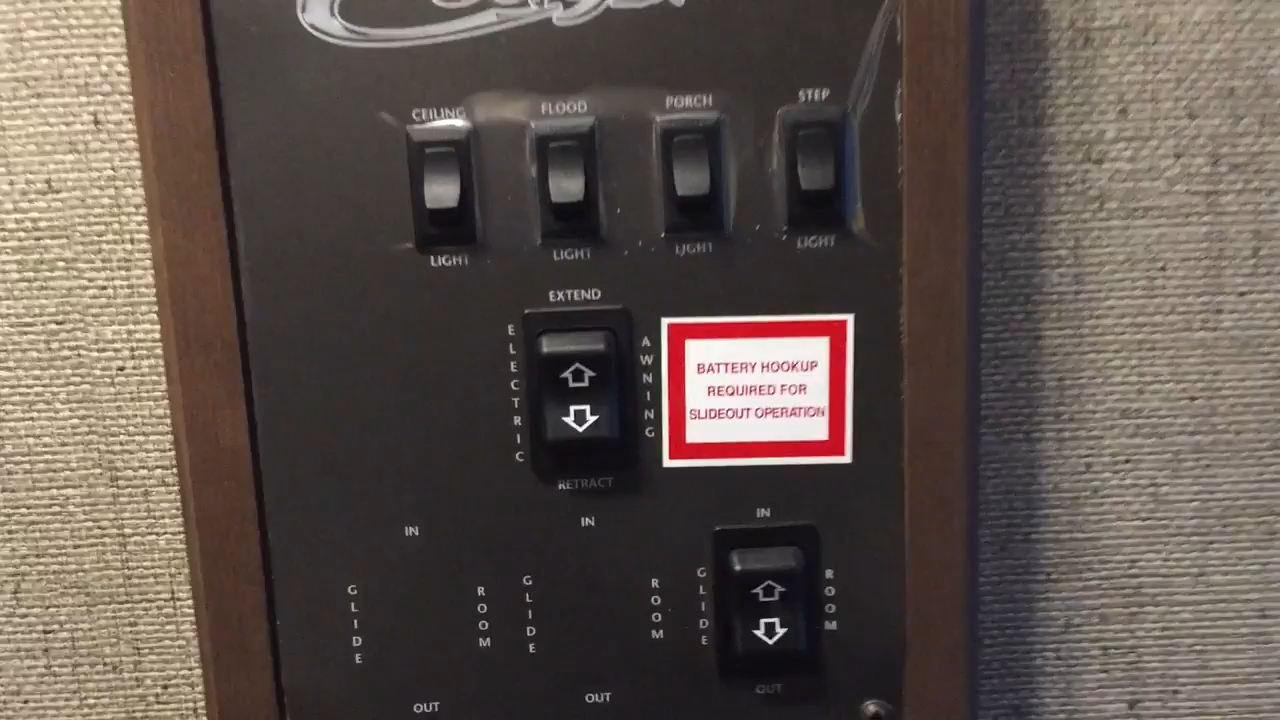 CEILING
FLOOD
PORCH
STEP
LIGHT
LIGHT
LIGHT
LIGHT
EXTEND
ELECTRIC
AWNING
RETRACT
BATTERY HOOKUP
REQUIRED FOR
SLIDEOUT OPERATION
IN
IN
IN
GLIDE
ROOM
GLIDE
ROOM
GLIDE
ROOM
OUT
OUT
OUT